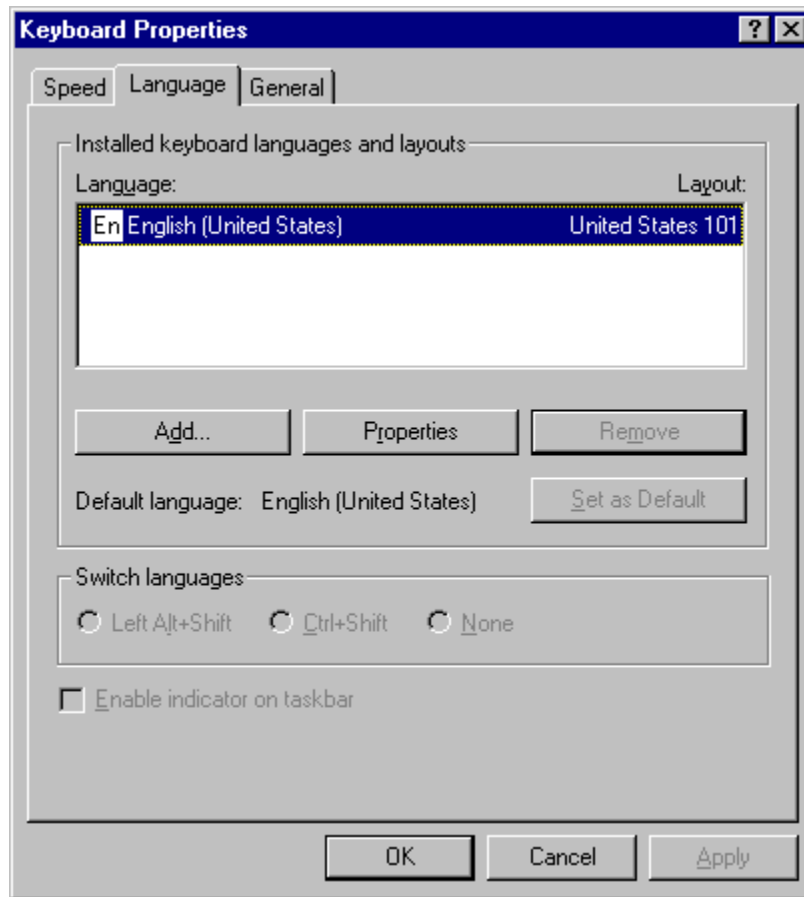 Keyboard Properties
Speed Language General
Installed keyboard languages and layouts
Language: Layout:
En English (United States) United States 101
Add... Properties Remove
Default language: English (United States) Set as Default
Switch languages
Left Alt+Shift Ctrl+Shift None
Enable indicator on taskbar
OK Cancel Apply